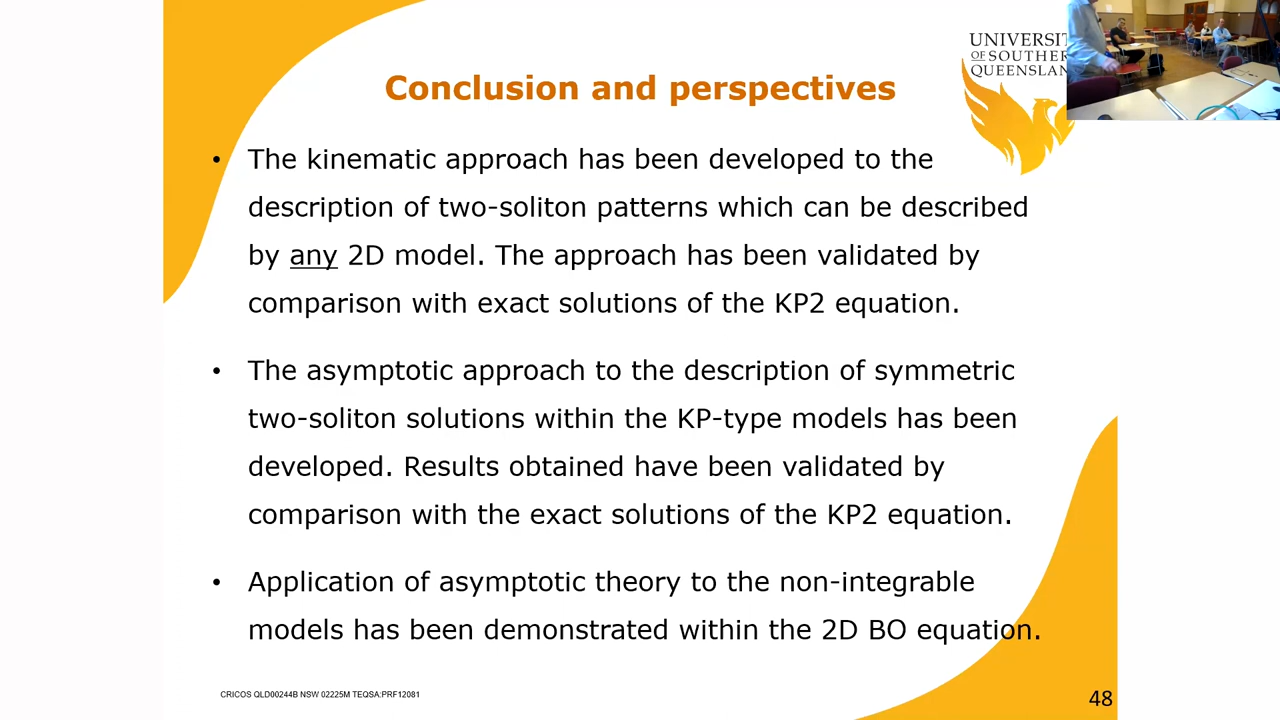 UNIVERSIT
OF SOUTHER
QUEENSLAN
Conclusion and perspectives
• The kinematic approach has been developed to the
description of two-soliton patterns which can be described
by any 2D model. The approach has been validated by
comparison with exact solutions of the KP2 equation.
• The asymptotic approach to the description of symmetric
two-soliton solutions within the KP-type models has been
developed. Results obtained have been validated by
comparison with the exact solutions of the KP2 equation.
• Application of asymptotic theory to the non-integrable
models has been demonstrated within the 2D BO equation.
CRICOS QLD00244B NSW 02225M TEQSA:PRF12081
48